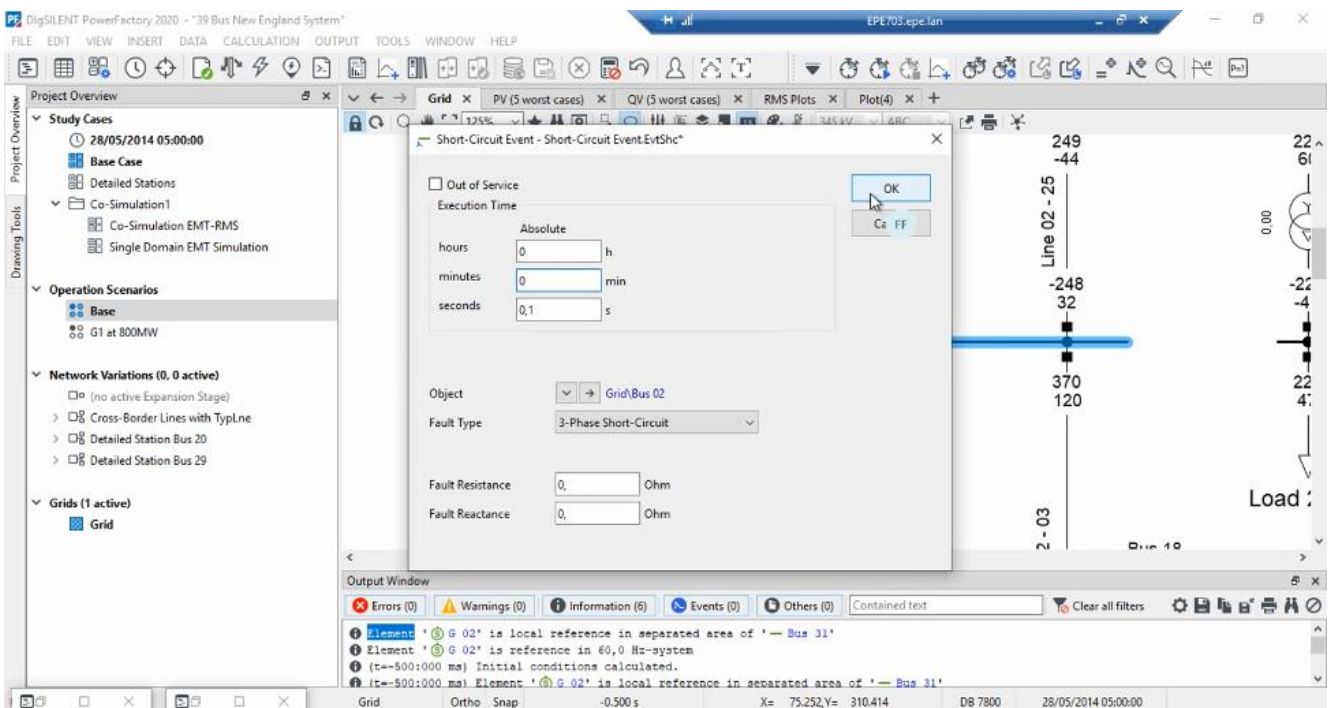 DIgSILENT PowerFactory 2020 - "39 Bus New England System"
EPE703.epe.lan
FILE EDIT VIEW INSERT DATA CALCULATION OUTPUT TOOLS WINDOW HELP
Project Overview
Grid PV (5 worst cases) QV (5 worst cases) RMS Plots Plot(4)
Project Overview
Drawing Tools
Study Cases
28/05/2014 05:00:00
Base Case
Detailed Stations
Co-Simulation1
Co-Simulation EMT-RMS
Single Domain EMT Simulation
Operation Scenarios
Base
G1 at 800MW
Network Variations (0, 0 active)
(no active Expansion Stage)
Cross-Border Lines with TypLne
Detailed Station Bus 20
Detailed Station Bus 29
Grids (1 active)
Grid
125%
345 kV
ABC
Short-Circuit Event - Short-Circuit Event.EvtShc*
Out of Service
OK
Execution Time
Absolute
FF
hours 0 h
minutes 0 min
seconds 0,1 s
Object Grid\Bus 02
Fault Type 3-Phase Short-Circuit
Fault Resistance 0, Ohm
Fault Reactance 0, Ohm
249
-44
Line 02 - 25
0.00
-248
32
370
120
Output Window
Errors (0) Warnings (0) Information (6) Events (0) Others (0) Contained text Clear all filters
Element 'G 02' is local reference in separated area of 'Bus 31'
Element 'G 02' is reference in 60,0 Hz-system
(t=-500:000 ms) Initial conditions calculated.
(t=-500:000 ms) Element 'G 02' is local reference in separated area of 'Bus 31'
Grid Ortho Snap -0.500 s X= 75.252,Y= 310.414 DB 7800 28/05/2014 05:00:00